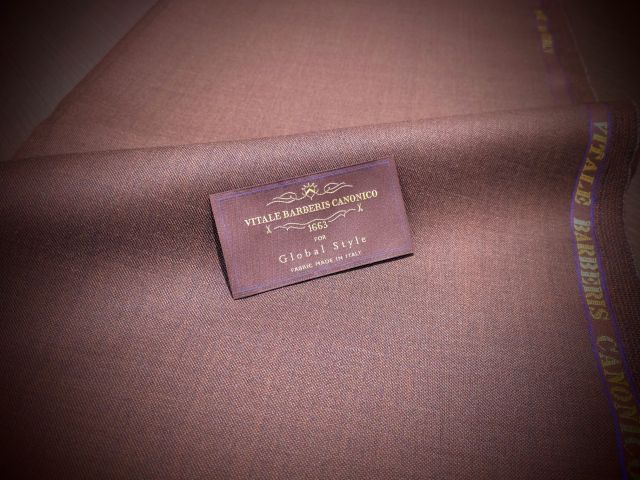 VITALE BARBERIS CANONICO
1663
FOR
Global Style
FABRIC MADE IN ITALY
VITALE BARBERIS CANONICO